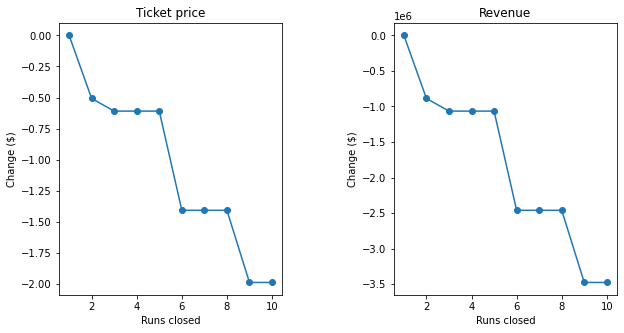 Ticket price
0.00
−0.25
−0.50
−0.75
−1.00
−1.25
−1.50
−1.75
−2.00
Change ($)
2 4 6 8 10
Runs closed
Revenue
1e6
0.0
−0.5
−1.0
−1.5
−2.0
−2.5
−3.0
−3.5
Change ($)
2 4 6 8 10
Runs closed